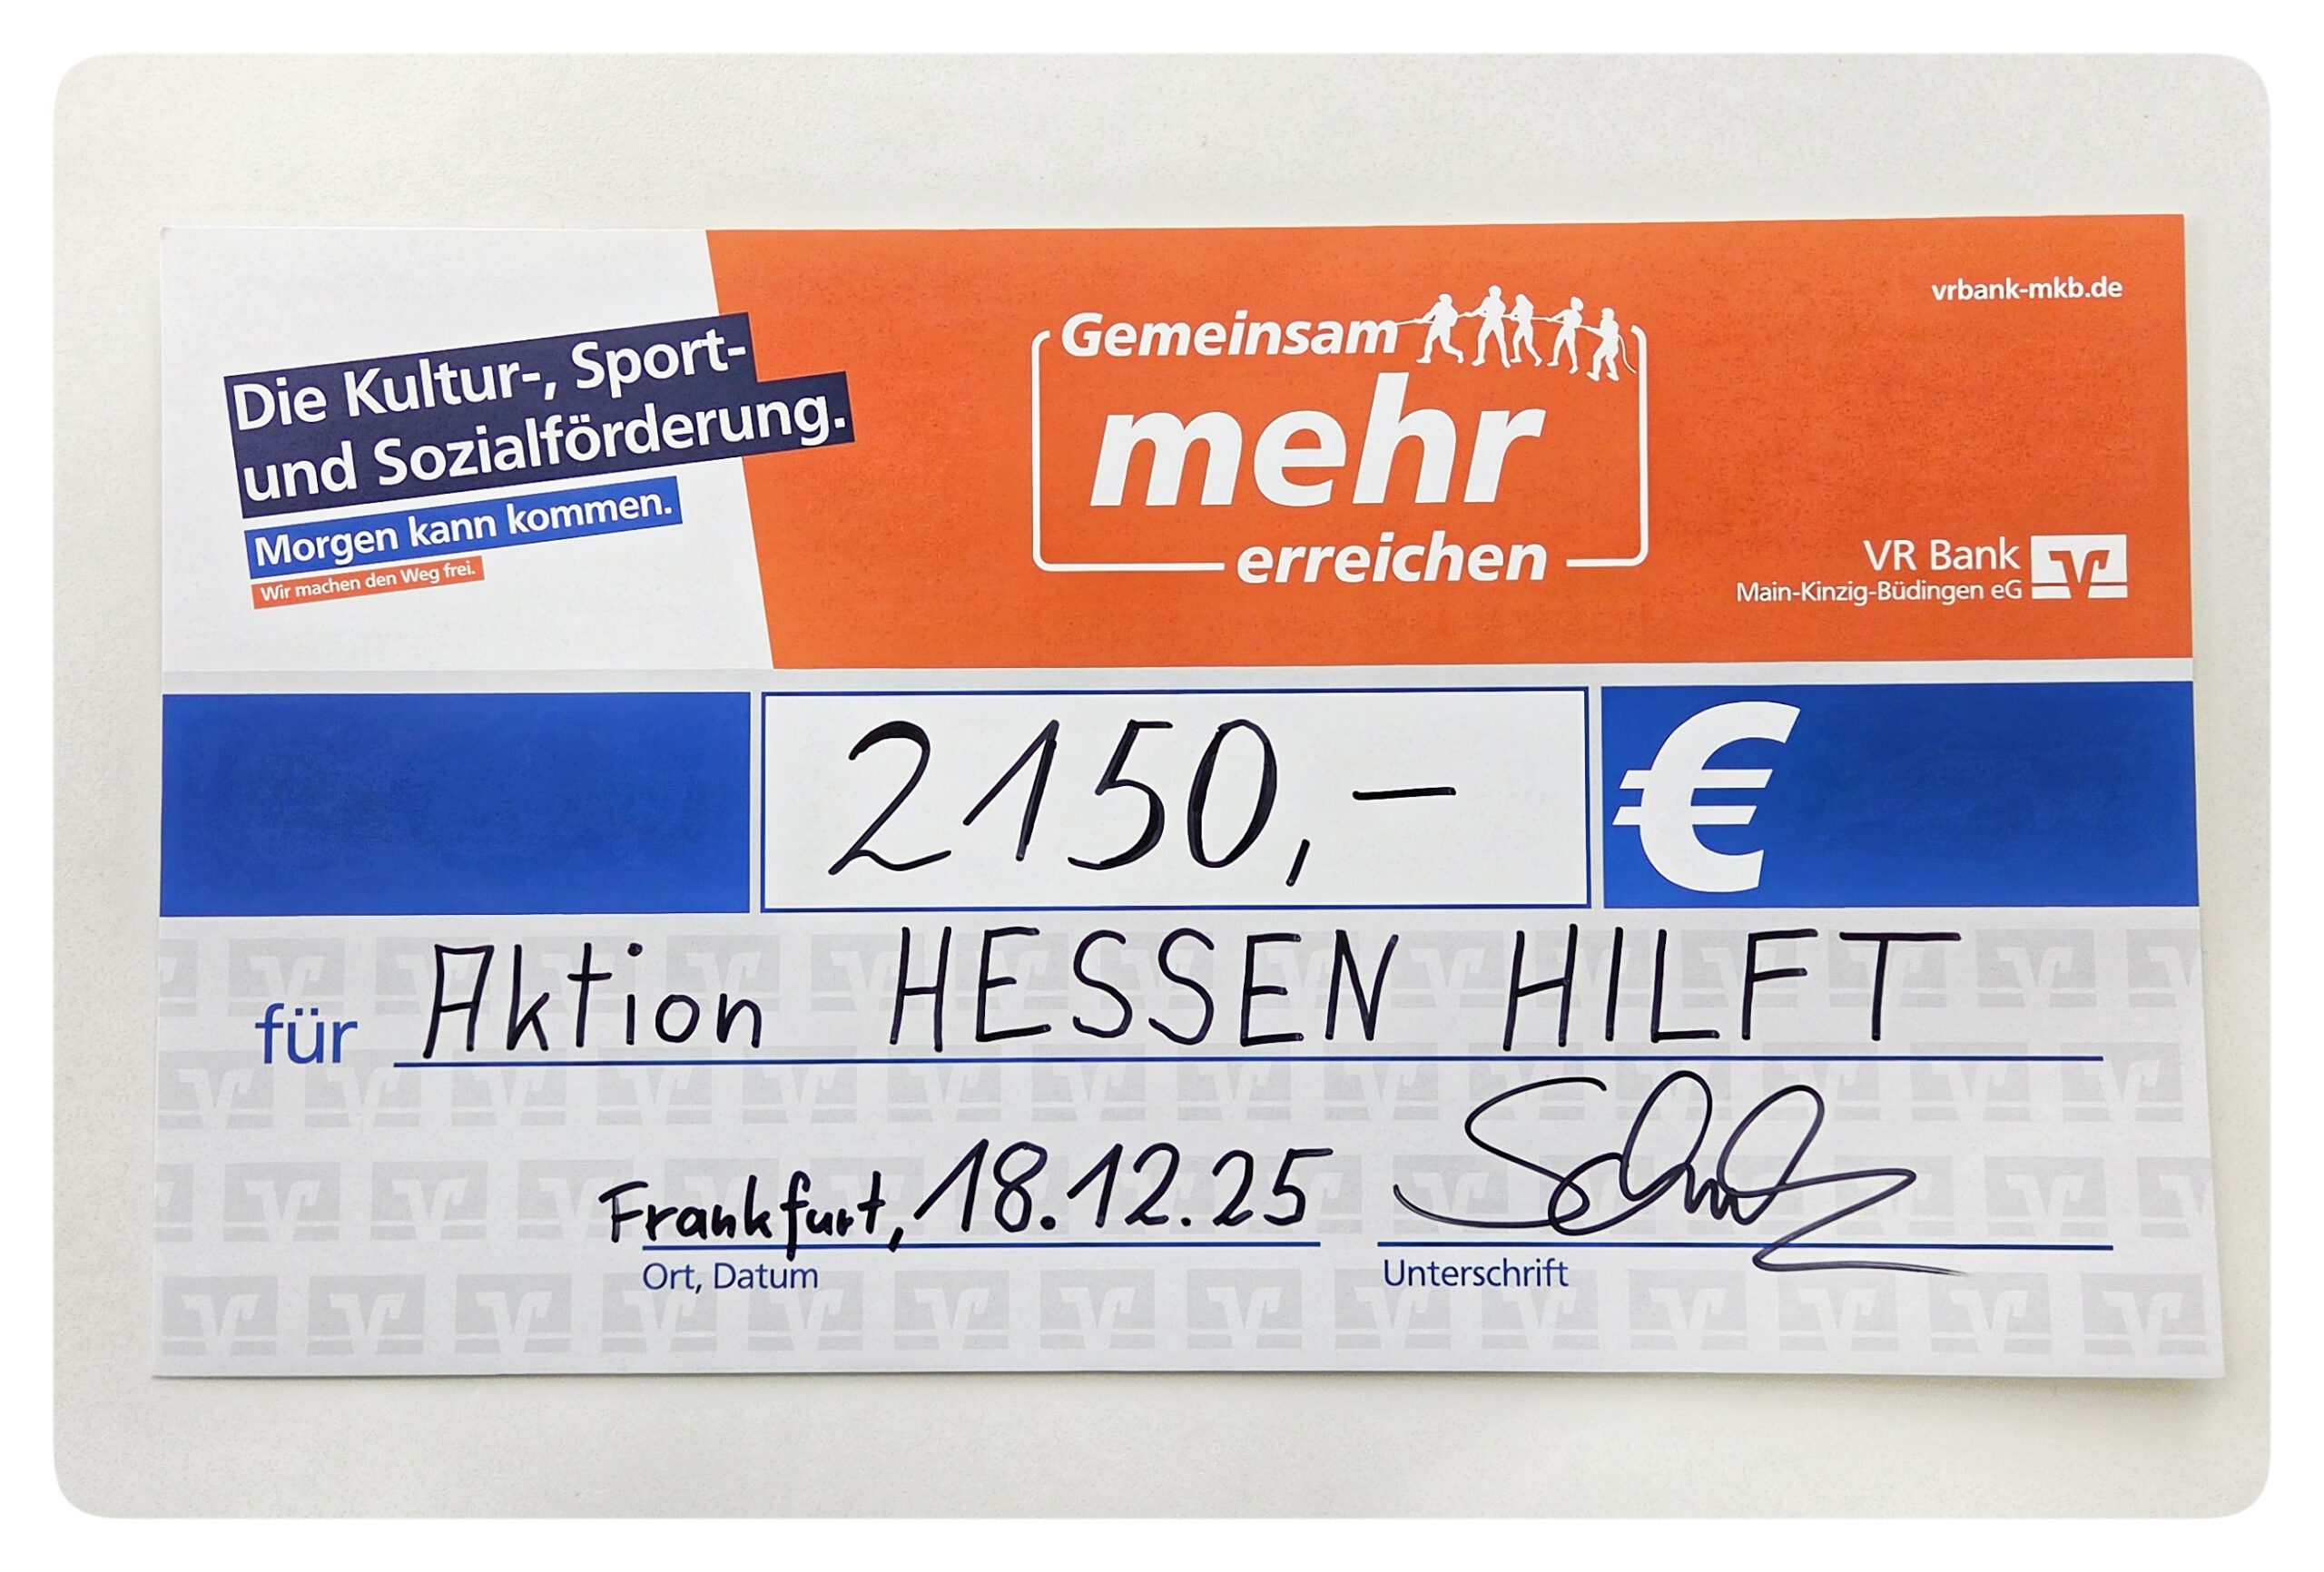 Die Kultur-, Sport-
und Sozialförderung.
Morgen kann kommen.
Wir machen den Weg frei.
Gemeinsam
mehr
erreichen
vrbank-mkb.de
VR Bank
Main-Kinzig-Büdingen eG
2150,- €
für Aktion HESSEN HILFT
Frankfurt, 18.12.25
Ort, Datum
Unterschrift